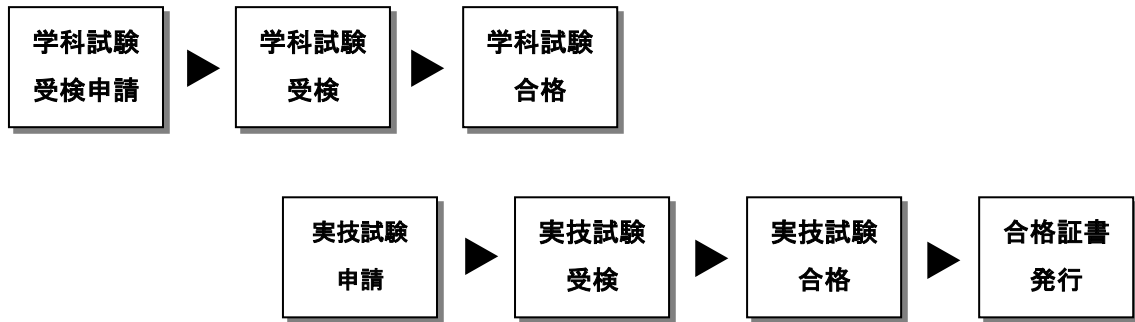 学科試験
受検申請
学科試験
受検
学科試験
合格
実技試験
申請
実技試験
受検
実技試験
合格
合格証書
発行